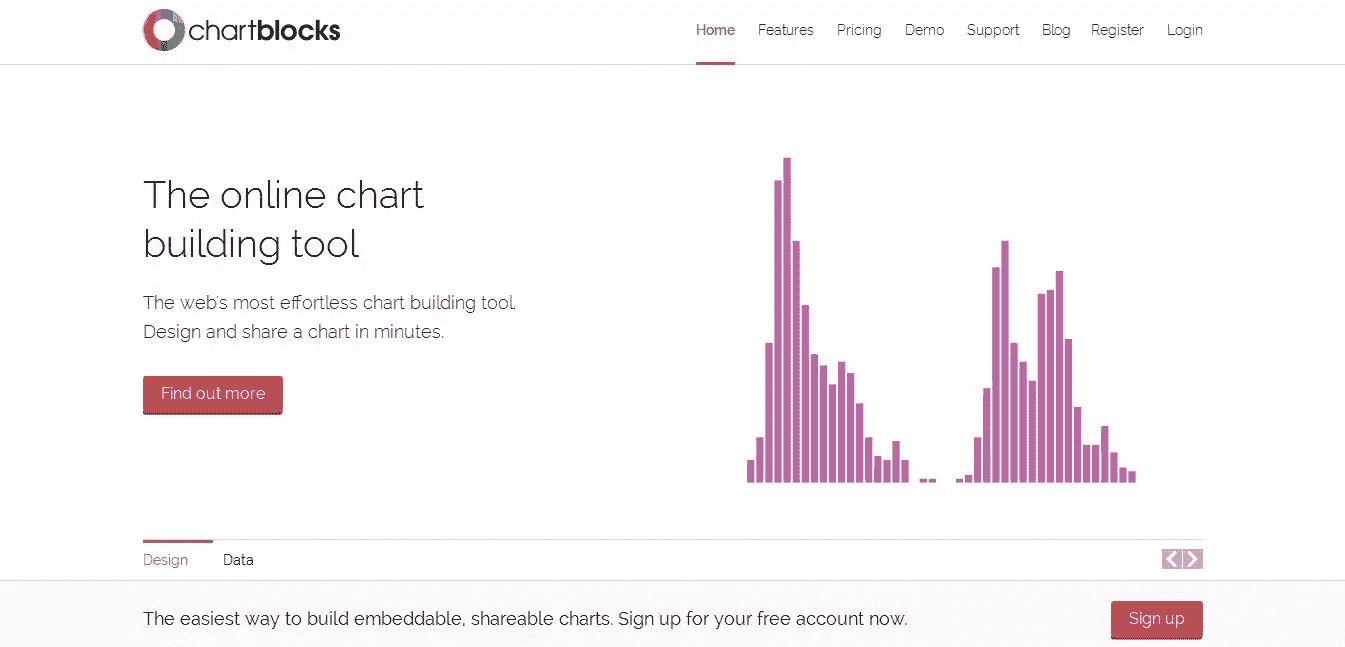 chartblocks
Home Features Pricing Demo Support Blog Register Login
The online chart
building tool
The web's most effortless chart building tool.
Design and share a chart in minutes.
Find out more
Design Data
The easiest way to build embeddable, shareable charts. Sign up for your free account now.
Sign up